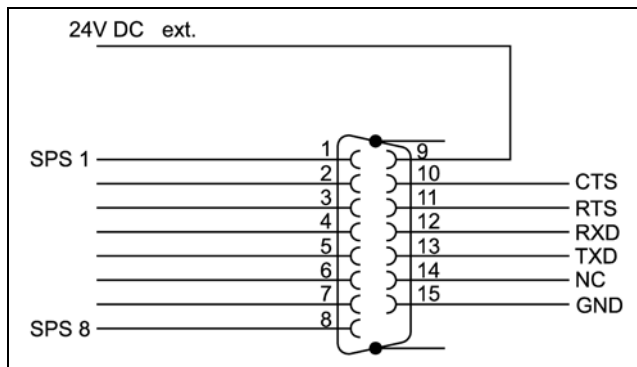 24V DC ext.
1 9
SPS 1
2 10 CTS
3 11 RTS
4 12 RXD
5 13 TXD
6 14 NC
7 15 GND
SPS 8 8